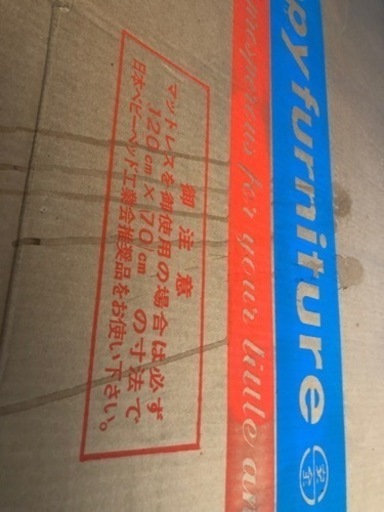 御注意
マットレスを御使用の場合は必ず
120cm×70cmの寸法で
日本ベビーベッド工業会推奨品をお使い下さい。
for your little an
pyfurniture